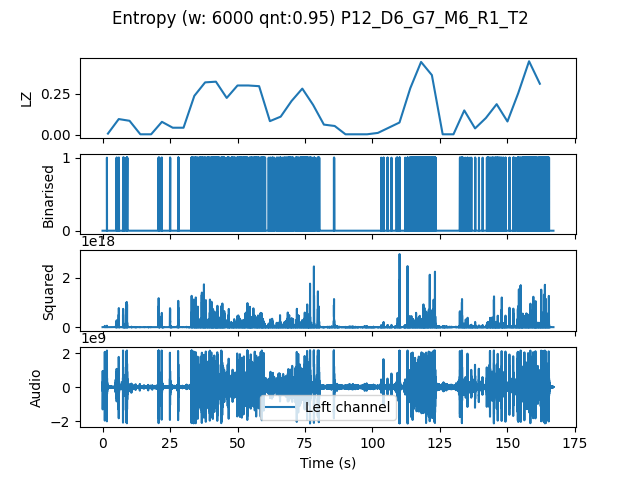 Entropy (w: 6000 qnt:0.95) P12_D6_G7_M6_R1_T2
LZ
0.25
0.00
Binarised
1
0
1e18
Squared
2
0
1e9
Audio
2
0
−2
Left channel
0 25 50 75 100 125 150 175
Time (s)